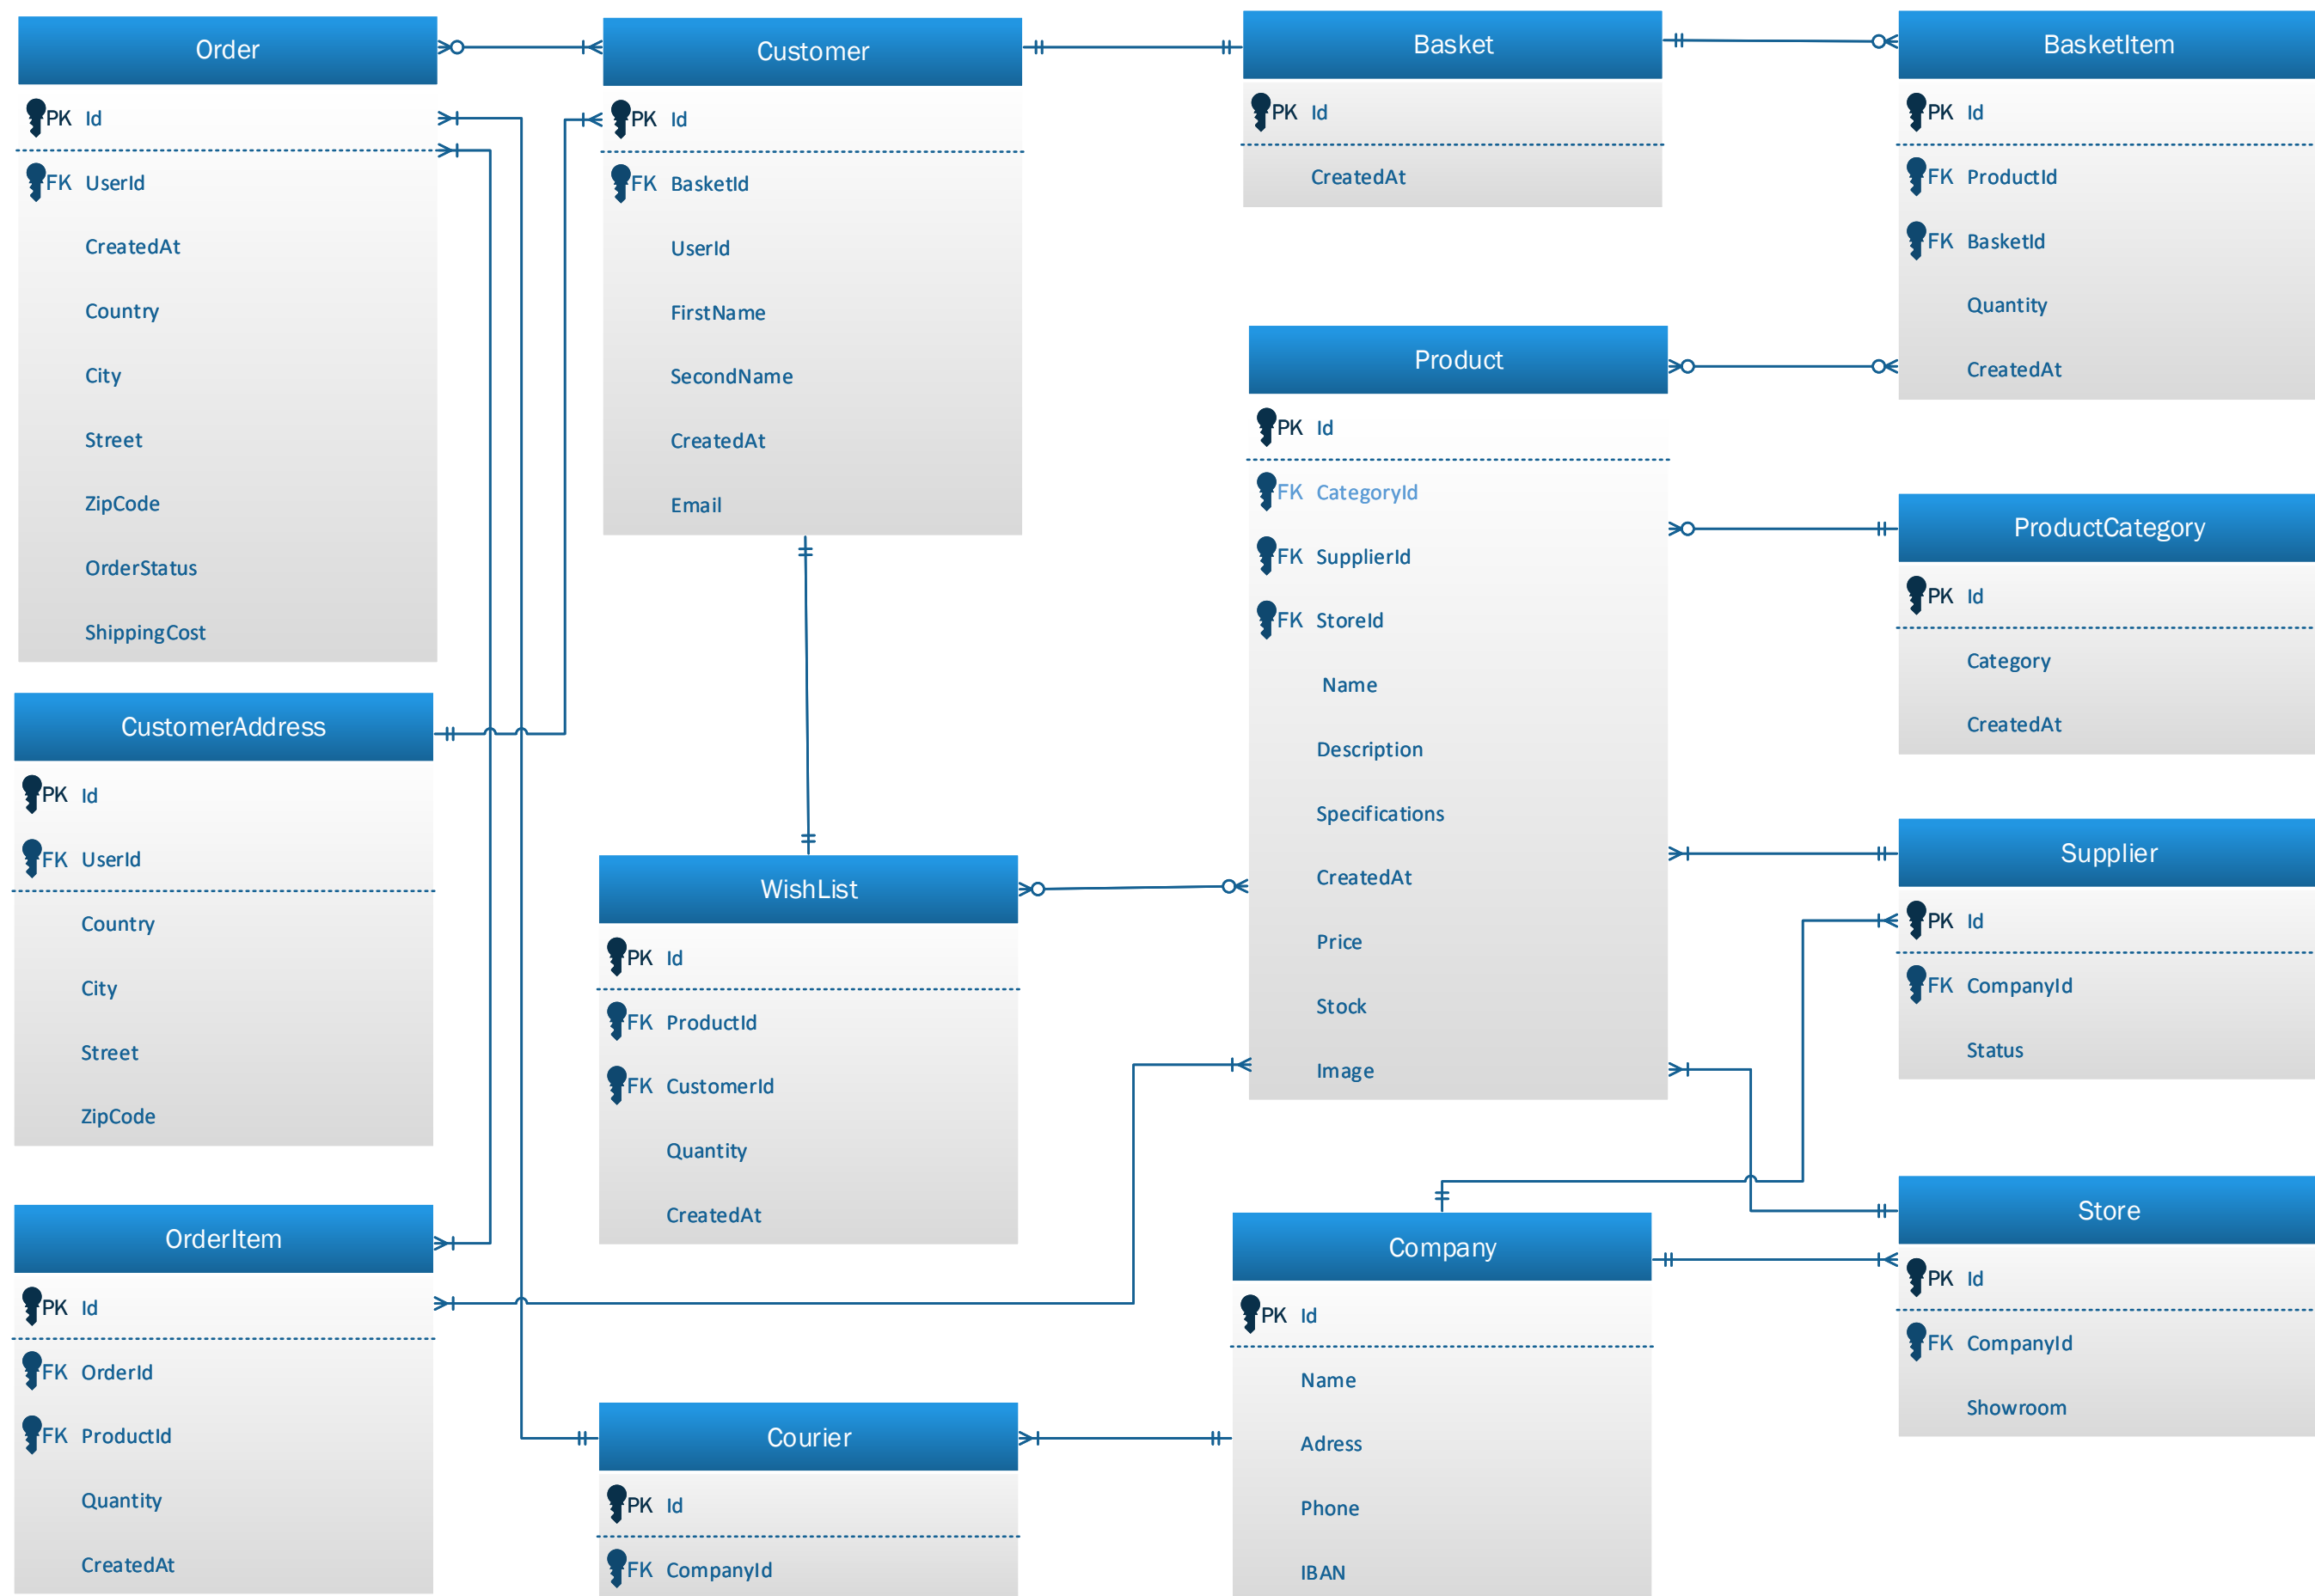 Order
PK Id
FK UserId
CreatedAt
Country
City
Street
ZipCode
OrderStatus
ShippingCost
Customer
PK Id
FK BasketId
UserId
FirstName
SecondName
CreatedAt
Email
Basket
PK Id
CreatedAt
BasketItem
PK Id
FK ProductId
FK BasketId
Quantity
CreatedAt
Product
PK Id
FK CategoryId
FK SupplierId
FK StoreId
Name
Description
Specifications
CreatedAt
Price
Stock
Image
ProductCategory
PK Id
Category
CreatedAt
CustomerAddress
PK Id
FK UserId
Country
City
Street
ZipCode
WishList
PK Id
FK ProductId
FK CustomerId
Quantity
CreatedAt
Supplier
PK Id
FK CompanyId
Status
OrderItem
PK Id
FK OrderId
FK ProductId
Quantity
CreatedAt
Courier
PK Id
FK CompanyId
Company
PK Id
Name
Adress
Phone
IBAN
Store
PK Id
FK CompanyId
Showroom